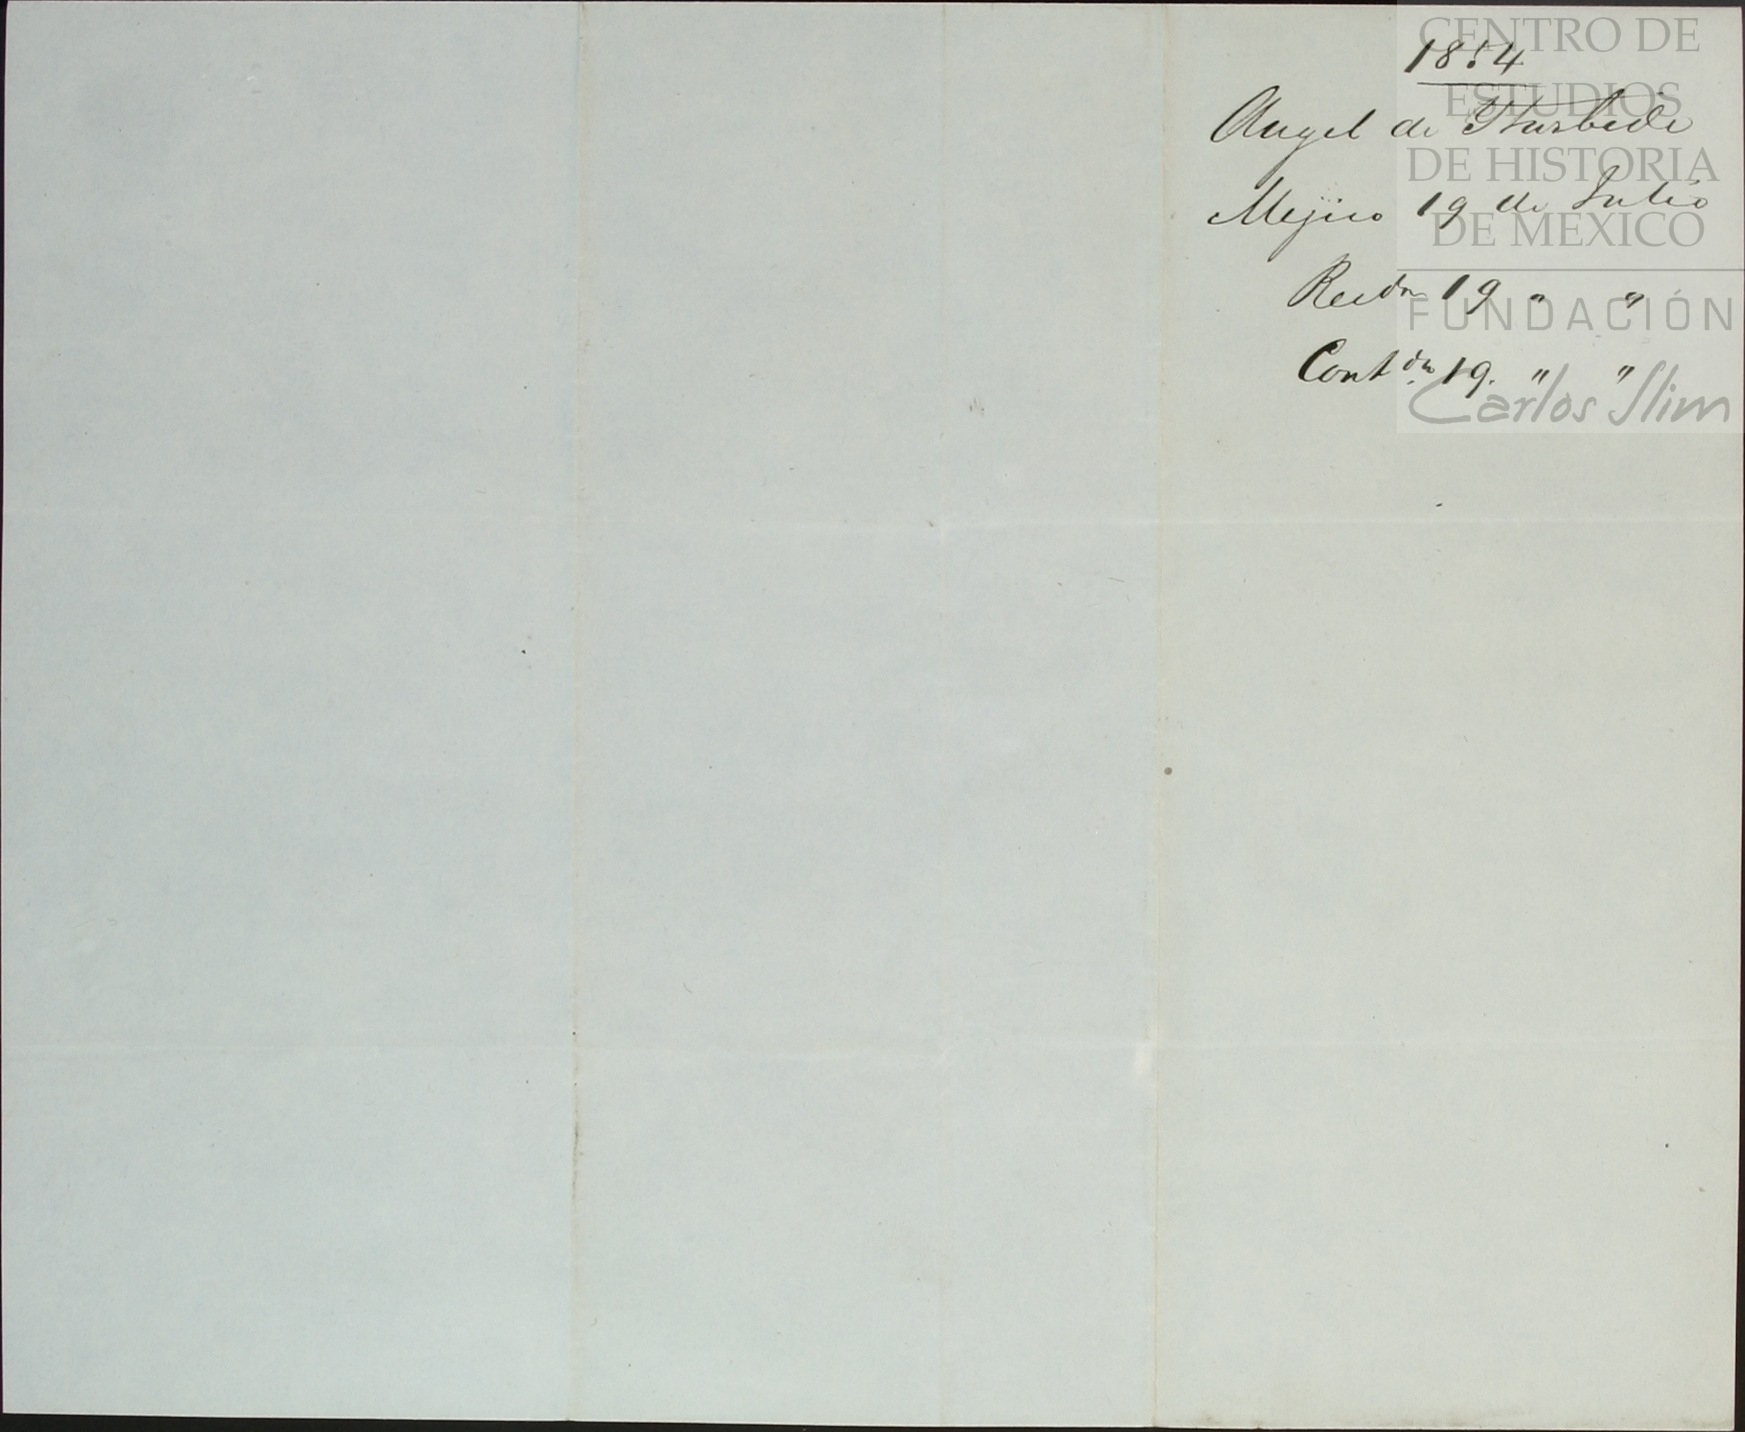 1854
Angel de Iturbide
Mejico 19 de Julio
Recdа 19 " "
Contda 19. " "
CENTRO DE
ESTUDIOS
DE HISTORIA
DE MEXICO
FUNDACIÓN
Carlos Slim